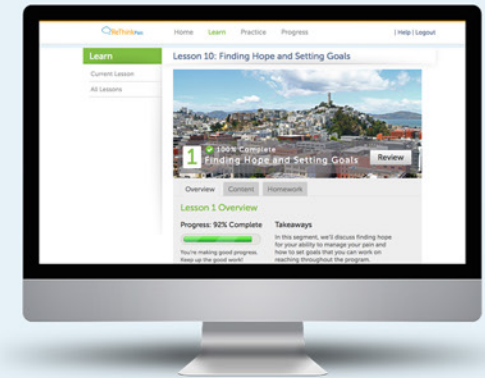 ReThinkPain
Home Learn Practice Progress | Help | Logout
Learn
Current Lesson
All Lessons
Lesson 10: Finding Hope and Setting Goals
1
100% Complete
Finding Hope and Setting Goals
Review
Overview Content Homework
Lesson 1 Overview
Progress: 92% Complete
You're making good progress.
Keep up the good work!
Takeaways
In this segment, we'll discuss finding hope
for your ability to manage your pain and
how to set goals that you can work on
reaching throughout the program.